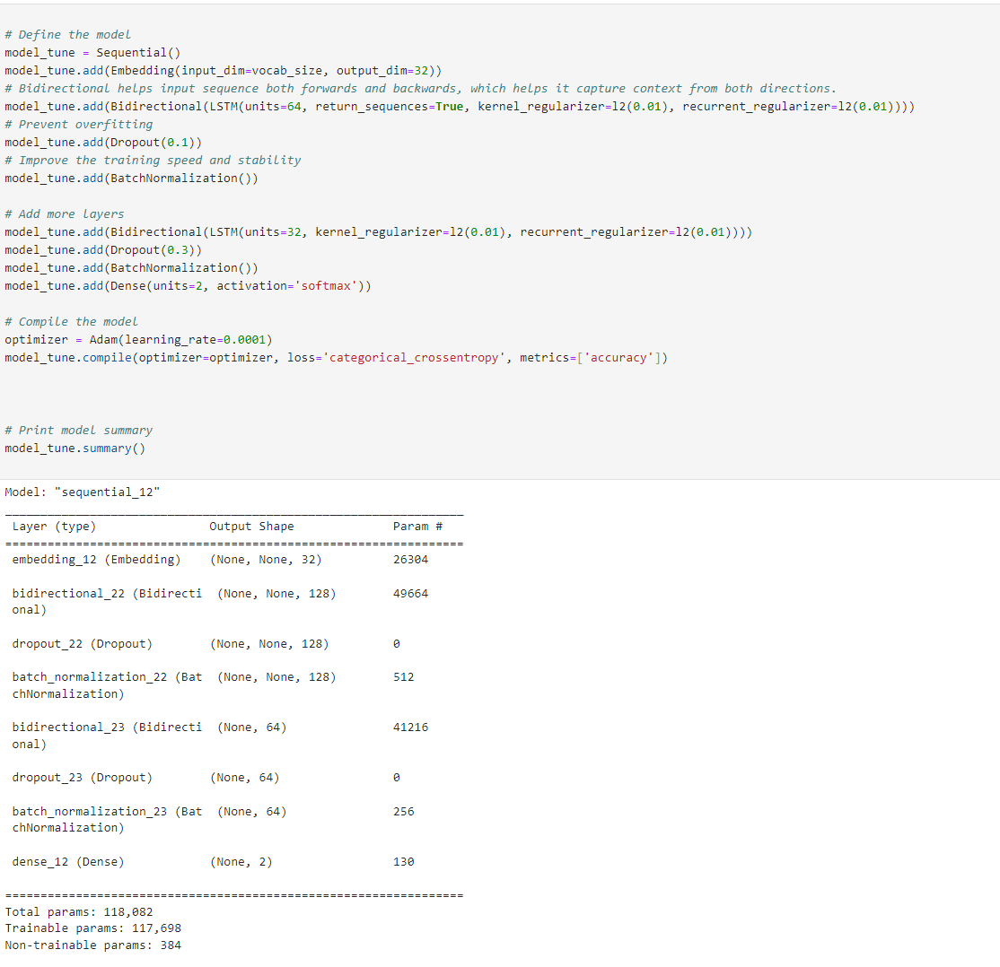 # Define the model
model_tune = Sequential()
model_tune.add(Embedding(input_dim=vocab_size, output_dim=32))
# Bidirectional helps input sequence both forwards and backwards, which helps it capture context from both directions.
model_tune.add(Bidirectional(LSTM(units=64, return_sequences=True, kernel_regularizer=l2(0.01), recurrent_regularizer=l2(0.01))))
# Prevent overfitting
model_tune.add(Dropout(0.1))
# Improve the training speed and stability
model_tune.add(BatchNormalization())
# Add more layers
model_tune.add(Bidirectional(LSTM(units=32, kernel_regularizer=l2(0.01), recurrent_regularizer=l2(0.01))))
model_tune.add(Dropout(0.3))
model_tune.add(BatchNormalization())
model_tune.add(Dense(units=2, activation='softmax'))
# Compile the model
optimizer = Adam(learning_rate=0.0001)
model_tune.compile(optimizer=optimizer, loss='categorical_crossentropy', metrics=['accuracy'])
# Print model summary
model_tune.summary()
Model: "sequential_12"
_________________________________________________________________
Layer (type) Output Shape Param #
=================================================================
embedding_12 (Embedding) (None, None, 32) 26304
bidirectional_22 (Bidirecti (None, None, 128) 49664
onal)
dropout_22 (Dropout) (None, None, 128) 0
batch_normalization_22 (Bat (None, None, 128) 512
chNormalization)
bidirectional_23 (Bidirecti (None, 64) 41216
onal)
dropout_23 (Dropout) (None, 64) 0
batch_normalization_23 (Bat (None, 64) 256
chNormalization)
dense_12 (Dense) (None, 2) 130
=================================================================
Total params: 118,082
Trainable params: 117,698
Non-trainable params: 384